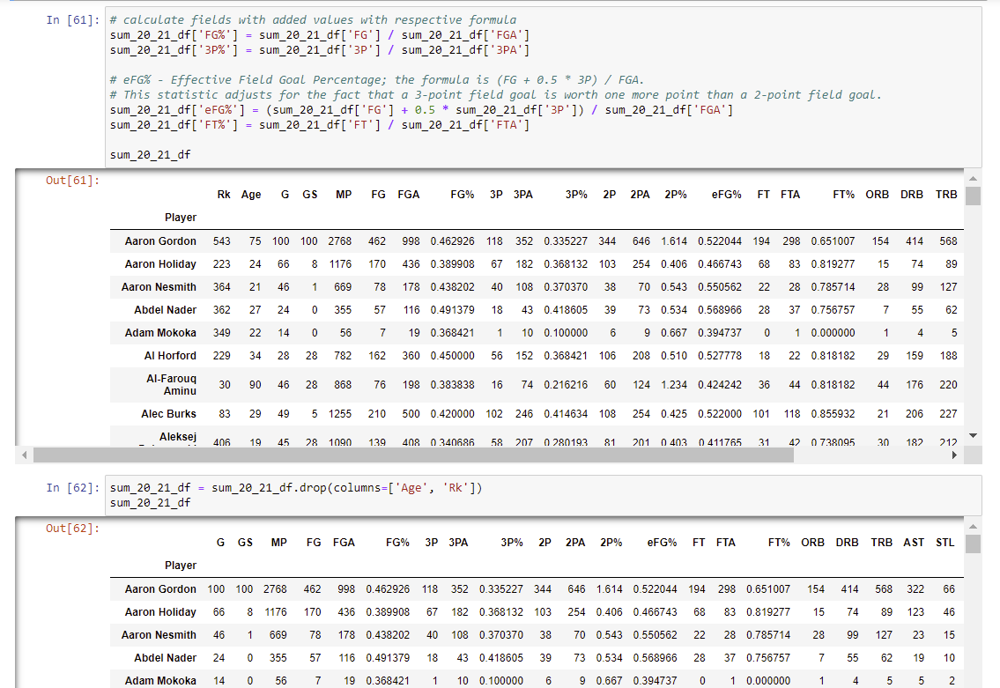 In [61]: # calculate fields with added values with respective formula
sum_20_21_df['FG%'] = sum_20_21_df['FG'] / sum_20_21_df['FGA']
sum_20_21_df['3P%'] = sum_20_21_df['3P'] / sum_20_21_df['3PA']
# eFG% - Effective Field Goal Percentage; the formula is (FG + 0.5 * 3P) / FGA.
# This statistic adjusts for the fact that a 3-point field goal is worth one more point than a 2-point field goal.
sum_20_21_df['eFG%'] = (sum_20_21_df['FG'] + 0.5 * sum_20_21_df['3P']) / sum_20_21_df['FGA']
sum_20_21_df['FT%'] = sum_20_21_df['FT'] / sum_20_21_df['FTA']
sum_20_21_df
Out[61]:
Rk Age G GS MP FG FGA FG% 3P 3PA 3P% 2P 2PA 2P% eFG% FT FTA FT% ORB DRB TRB
Player
Aaron Gordon 543 75 100 100 2768 462 998 0.462926 118 352 0.335227 344 646 1.614 0.522044 194 298 0.651007 154 414 568
Aaron Holiday 223 24 66 8 1176 170 436 0.389908 67 182 0.368132 103 254 0.406 0.466743 68 83 0.819277 15 74 89
Aaron Nesmith 364 21 46 1 669 78 178 0.438202 40 108 0.370370 38 70 0.543 0.550562 22 28 0.785714 28 99 127
Abdel Nader 362 27 24 0 355 57 116 0.491379 18 43 0.418605 39 73 0.534 0.568966 28 37 0.756757 7 55 62
Adam Mokoka 349 22 14 0 56 7 19 0.368421 1 10 0.100000 6 9 0.667 0.394737 0 1 0.000000 1 4 5
Al Horford 229 34 28 28 782 162 360 0.450000 56 152 0.368421 106 208 0.510 0.527778 18 22 0.818182 29 159 188
Al-Farouq
Aminu 30 90 46 28 868 76 198 0.383838 16 74 0.216216 60 124 1.234 0.424242 36 44 0.818182 44 176 220
Alec Burks 83 29 49 5 1255 210 500 0.420000 102 246 0.414634 108 254 0.425 0.522000 101 118 0.855932 21 206 227
Aleksej
406 19 45 28 1090 139 408 0.340686 58 207 0.280193 81 201 0.403 0.411765 31 42 0.738095 30 182 212
In [62]: sum_20_21_df = sum_20_21_df.drop(columns=['Age', 'Rk'])
sum_20_21_df
Out[62]:
G GS MP FG FGA FG% 3P 3PA 3P% 2P 2PA 2P% eFG% FT FTA FT% ORB DRB TRB AST STL
Player
Aaron Gordon 100 100 2768 462 998 0.462926 118 352 0.335227 344 646 1.614 0.522044 194 298 0.651007 154 414 568 322 66
Aaron Holiday 66 8 1176 170 436 0.389908 67 182 0.368132 103 254 0.406 0.466743 68 83 0.819277 15 74 89 123 46
Aaron Nesmith 46 1 669 78 178 0.438202 40 108 0.370370 38 70 0.543 0.550562 22 28 0.785714 28 99 127 23 15
Abdel Nader 24 0 355 57 116 0.491379 18 43 0.418605 39 73 0.534 0.568966 28 37 0.756757 7 55 62 19 10
Adam Mokoka 14 0 56 7 19 0.368421 1 10 0.100000 6 9 0.667 0.394737 0 1 0.000000 1 4 5 5 2